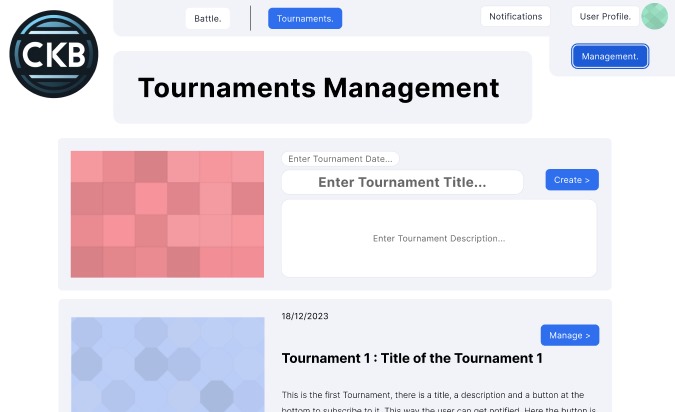 CKB
Battle.
Tournaments.
Notifications
User Profile.
Management.
Tournaments Management
Enter Tournament Date...
Enter Tournament Title...
Create >
Enter Tournament Description...
18/12/2023
Manage >
Tournament 1 : Title of the Tournament 1
This is the first Tournament, there is a title, a description and a button at the
bottom to subscribe to it. This way the user can get notified. Here the button is